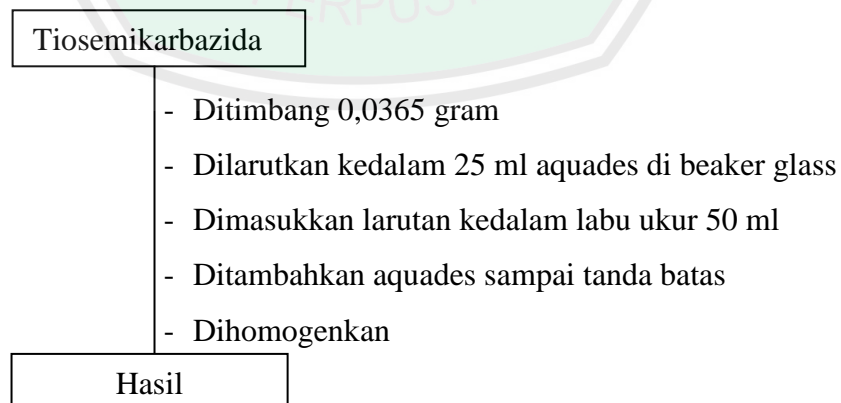 Tiosemikarbazida
- Ditimbang 0,0365 gram
- Dilarutkan kedalam 25 ml aquades di beaker glass
- Dimasukkan larutan kedalam labu ukur 50 ml
- Ditambahkan aquades sampai tanda batas
- Dihomogenkan
Hasil